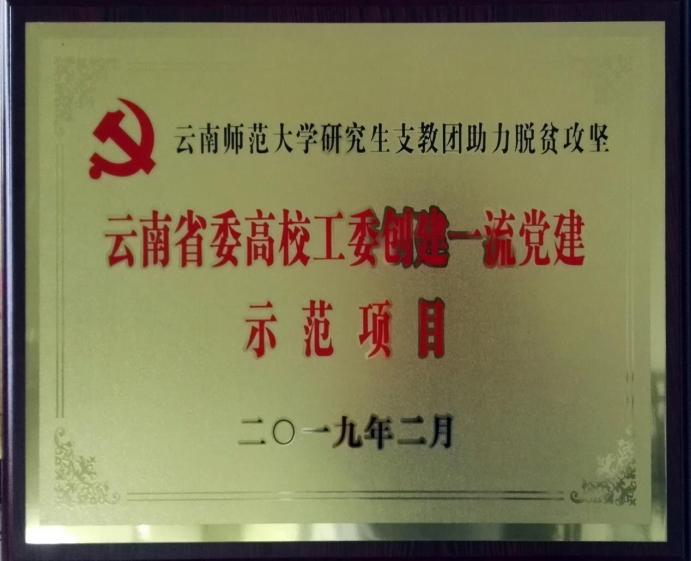 云南师范大学研究生支教团助力脱贫攻坚
云南省委高校工委创建一流党建
示范项目
二〇一九年二月